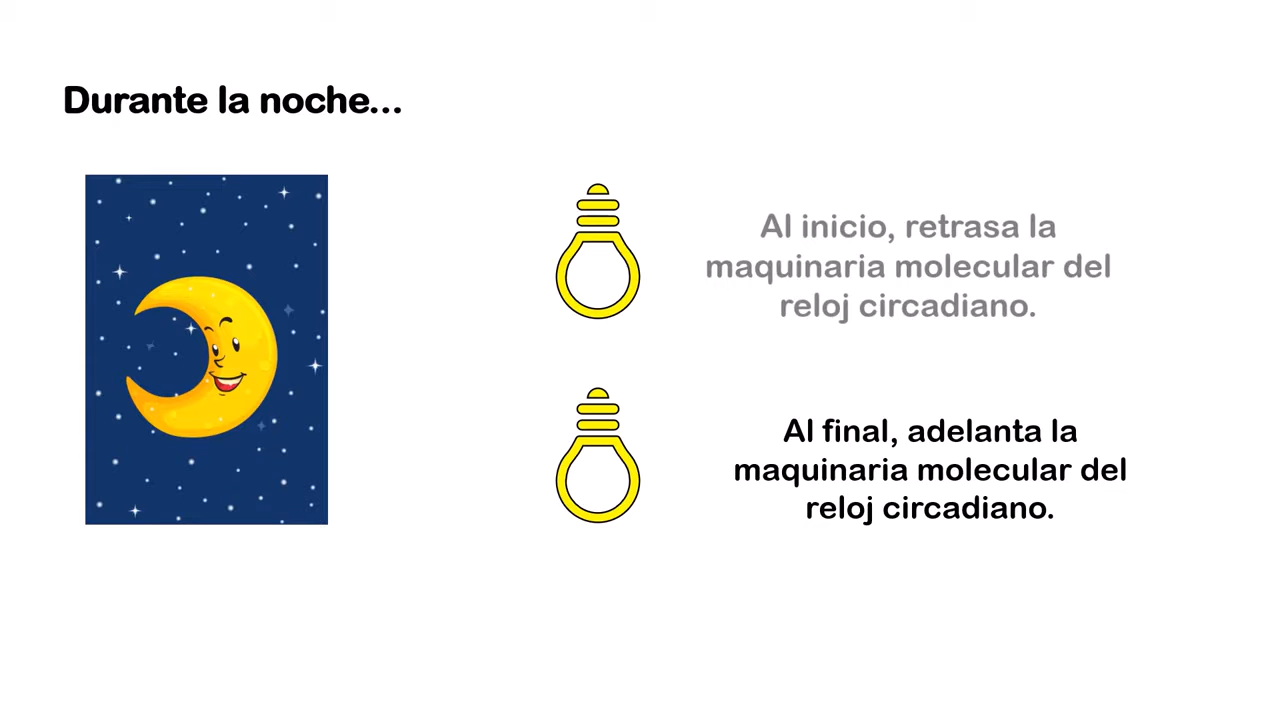 Durante la noche...
Al inicio, retrasa la
maquinaria molecular del
reloj circadiano.
Al final, adelanta la
maquinaria molecular del
reloj circadiano.